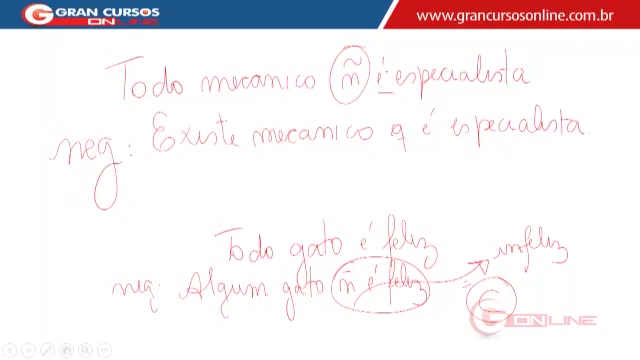 GRAN CURSOS
ONLINE
www.grancursosonline.com.br
Todo mecanico ñ é especialista
neg: Existe mecanico q é especialista.
Todo gato é feliz
infeliz
neg. Algum gato ñ é feliz
G ONLINE